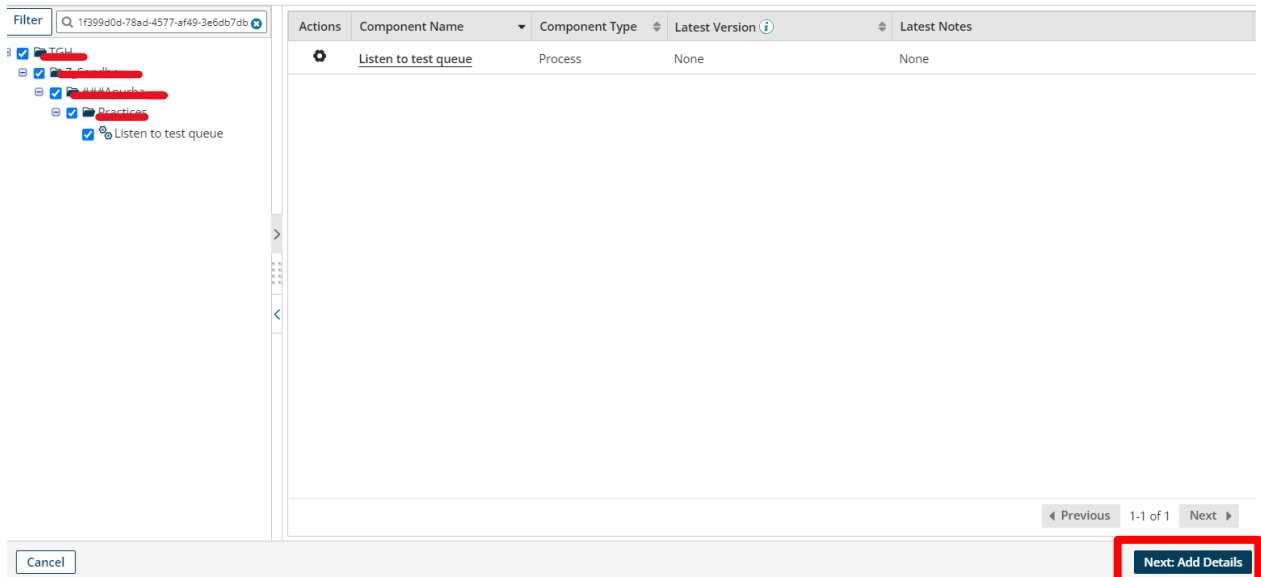 Filter
1f399d0d-78ad-4577-af49-3e6db7db
TGH
Practices
Listen to test queue
Actions Component Name Component Type Latest Version i Latest Notes
Listen to test queue Process None None
Previous 1-1 of 1 Next
Cancel
Next: Add Details